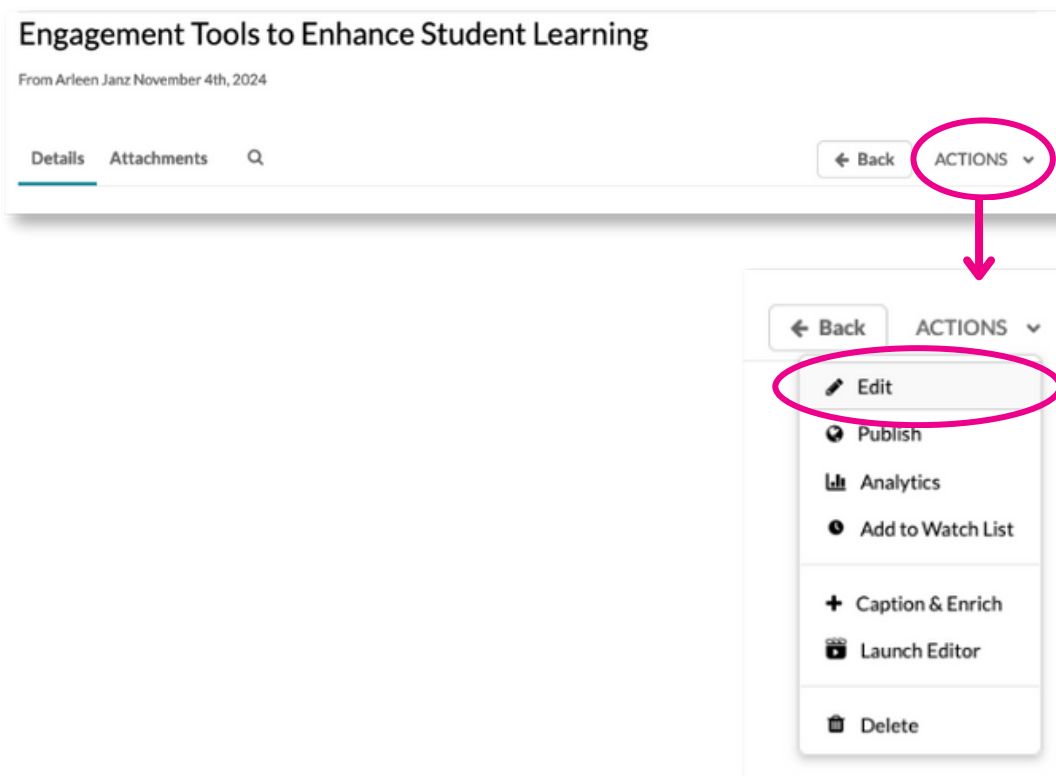 Engagement Tools to Enhance Student Learning
From Arleen Janz November 4th, 2024
Details Attachments
Back ACTIONS
Back ACTIONS
Edit
Publish
Analytics
Add to Watch List
Caption & Enrich
Launch Editor
Delete